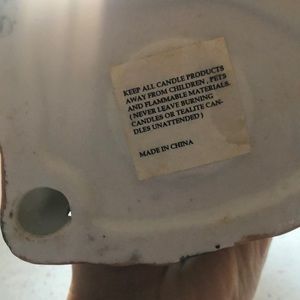 KEEP ALL CANDLE PRODUCTS
AWAY FROM CHILDREN , PETS
AND FLAMMABLE MATERIALS.
( NEVER LEAVE BURNING
CANDLES OR TEALITE CAN-
DLES UNATTENDED )
MADE IN CHINA